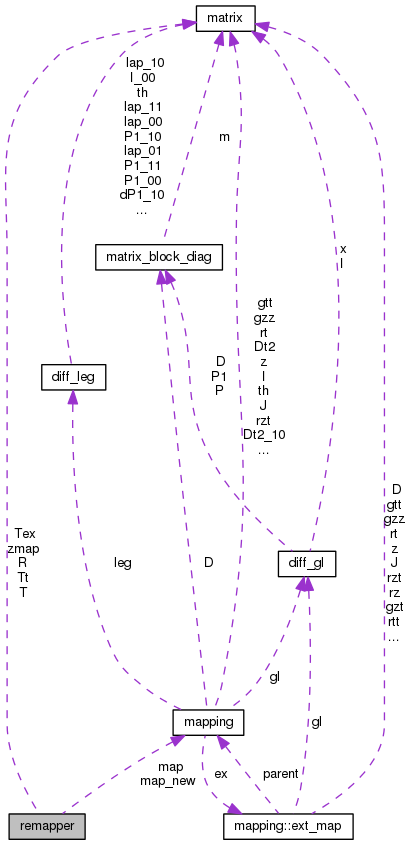 matrix
lap_10
l_00
th
lap_11
lap_00
P1_10
lap_01
P1_11
P1_00
dP1_10
...
m
matrix_block_diag
x
l
gtt
gzz
rt
Dt2
z
l
th
J
rzt
Dt2_10
...
D
P1
P
diff_leg
D
gtt
gzz
rt
z
J
rzt
rz
gzt
rtt
...
Tex
zmap
R
Tt
T
leg
D
diff_gl
gl
gl
mapping
map
map_new
ex
parent
remapper
mapping::ext_map